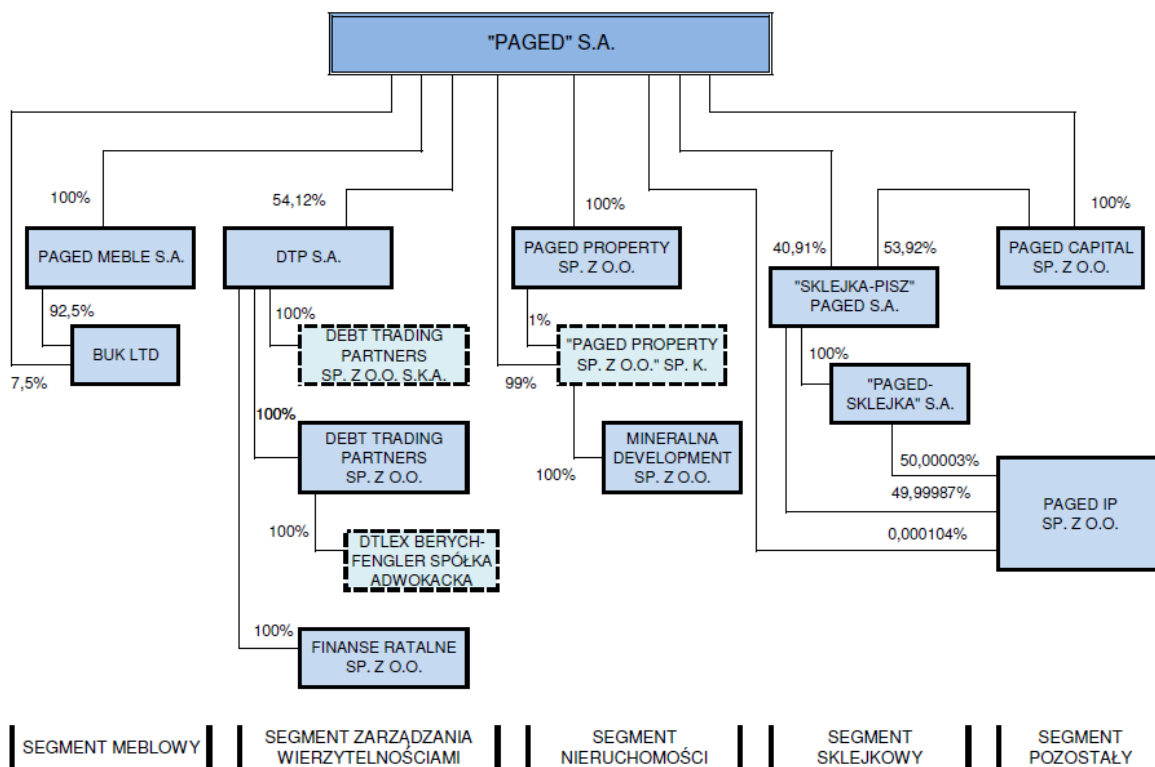 "PAGED" S.A.
100%
54,12%
100%
40,91%
53,92%
100%
PAGED MEBLE S.A.
DTP S.A.
PAGED PROPERTY
SP. Z O.O.
"SKLEJKA-PISZ"
PAGED S.A.
PAGED CAPITAL
SP. Z O.O.
92,5%
BUK LTD
7,5%
100%
DEBT TRADING
PARTNERS
SP. Z O.O. S.K.A.
1%
"PAGED PROPERTY
SP. Z O.O." SP. K.
99%
100%
"PAGED-
SKLEJKA" S.A.
100%
DEBT TRADING
PARTNERS
SP. Z O.O.
100%
MINERALNA
DEVELOPMENT
SP. Z O.O.
50,00003%
49,99987%
0,000104%
PAGED IP
SP. Z O.O.
100%
DTLEX BERYCH-
FENGLER SPÓŁKA
ADWOKACKA
100%
FINANSE RATALNE
SP. Z O.O.
SEGMENT MEBLOWY
SEGMENT ZARZĄDZANIA
WIERZYTELNOŚCIAMI
SEGMENT
NIERUCHOMOŚCI
SEGMENT
SKLEJKOWY
SEGMENT
POZOSTAŁY